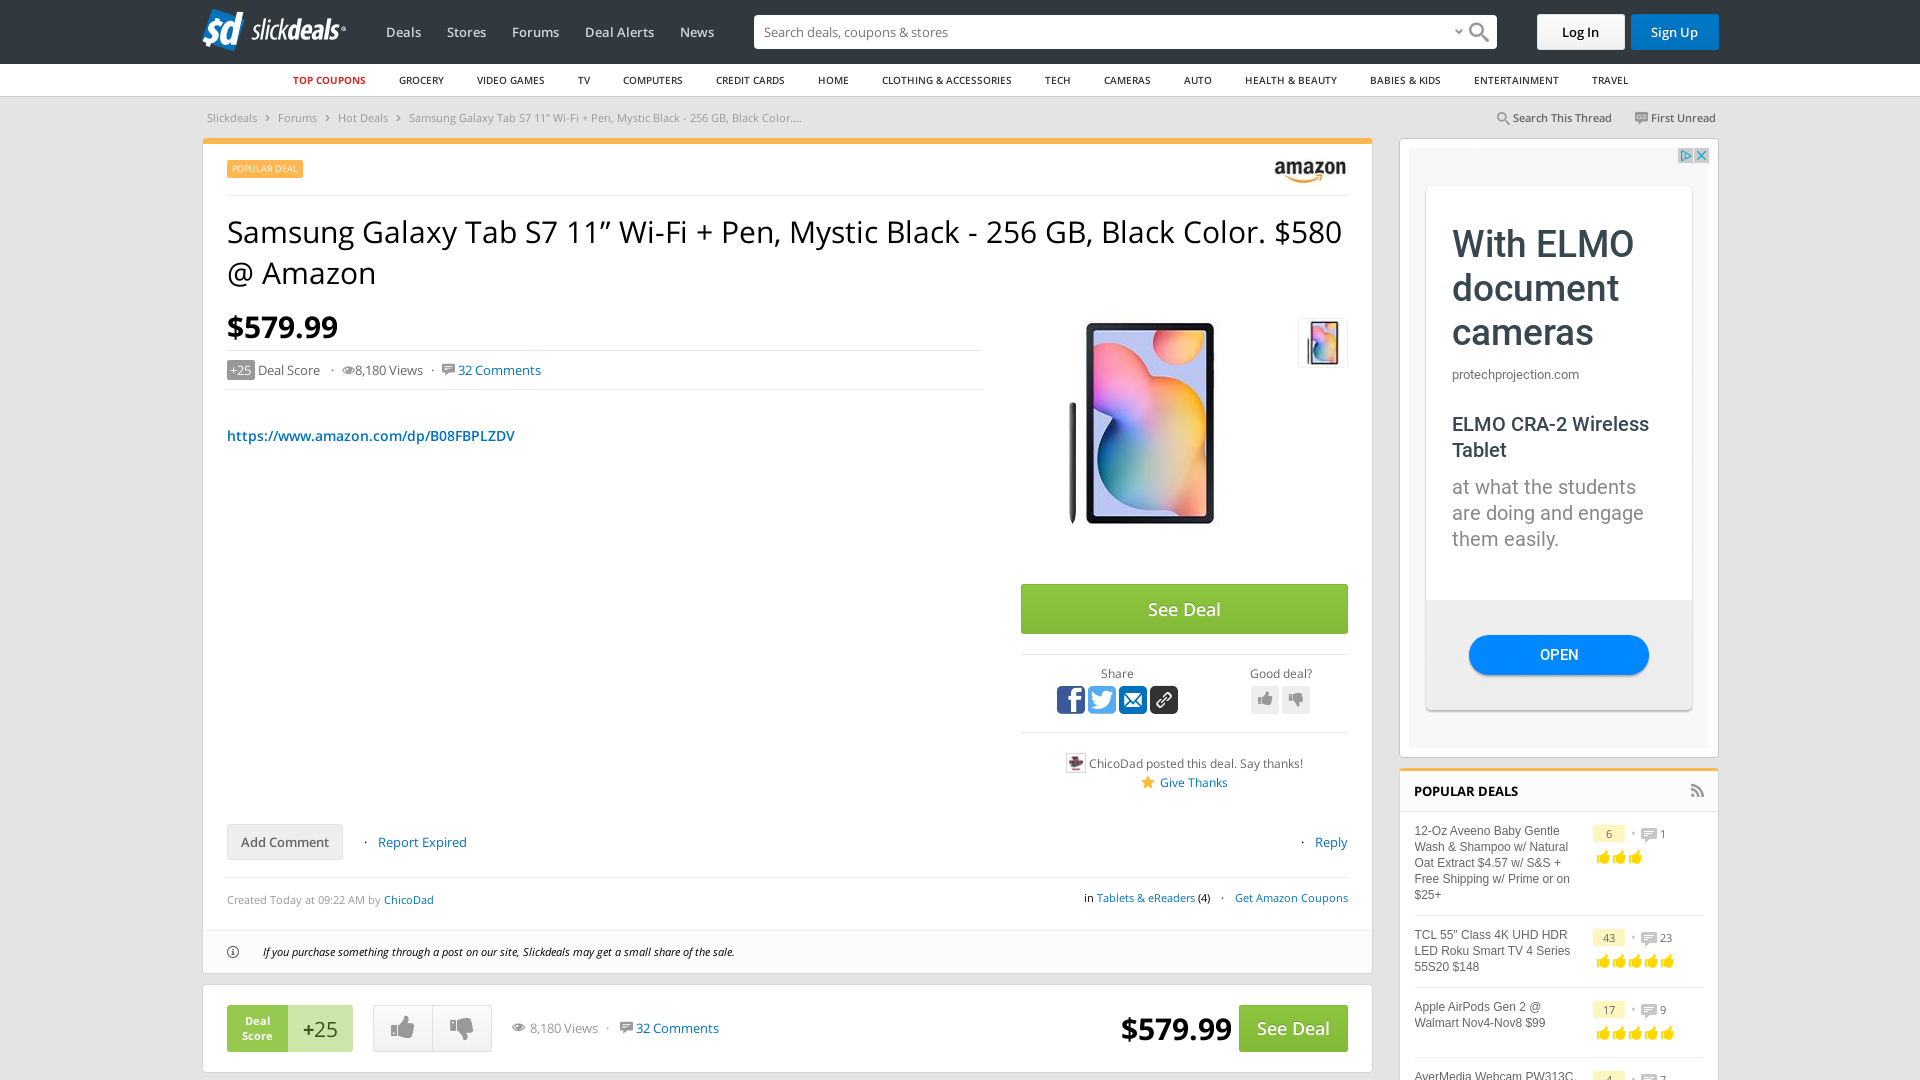 sd slickdeals
Deals
Stores
Forums
Deal Alerts
News
Search deals, coupons & stores
Log In
Sign Up
TOP COUPONS
GROCERY
VIDEO GAMES
TV
COMPUTERS
CREDIT CARDS
HOME
CLOTHING & ACCESSORIES
TECH
CAMERAS
AUTO
HEALTH & BEAUTY
BABIES & KIDS
ENTERTAINMENT
TRAVEL
Slickdeals › Forums › Hot Deals › Samsung Galaxy Tab S7 11” Wi-Fi + Pen, Mystic Black - 256 GB, Black Color....
Search This Thread
First Unread
POPULAR DEAL
amazon
Samsung Galaxy Tab S7 11” Wi-Fi + Pen, Mystic Black - 256 GB, Black Color. $580
@ Amazon
$579.99
+25 Deal Score · 8,180 Views · 32 Comments
https://www.amazon.com/dp/B08FBPLZDV
See Deal
Share
Good deal?
ChicoDad posted this deal. Say thanks!
Give Thanks
Add Comment · Report Expired
· Reply
Created Today at 09:22 AM by ChicoDad
in Tablets & eReaders (4) · Get Amazon Coupons
If you purchase something through a post on our site, Slickdeals may get a small share of the sale.
Deal
Score
+25
8,180 Views · 32 Comments
$579.99
See Deal
With ELMO
document
cameras
protechprojection.com
ELMO CRA-2 Wireless
Tablet
at what the students
are doing and engage
them easily.
OPEN
POPULAR DEALS
12-Oz Aveeno Baby Gentle
Wash & Shampoo w/ Natural
Oat Extract $4.57 w/ S&S +
Free Shipping w/ Prime or on
$25+
6 • 1
TCL 55" Class 4K UHD HDR
LED Roku Smart TV 4 Series
55S20 $148
43 • 23
Apple AirPods Gen 2 @
Walmart Nov4-Nov8 $99
17 • 9
AverMedia Webcam PW313C,
4 • 7